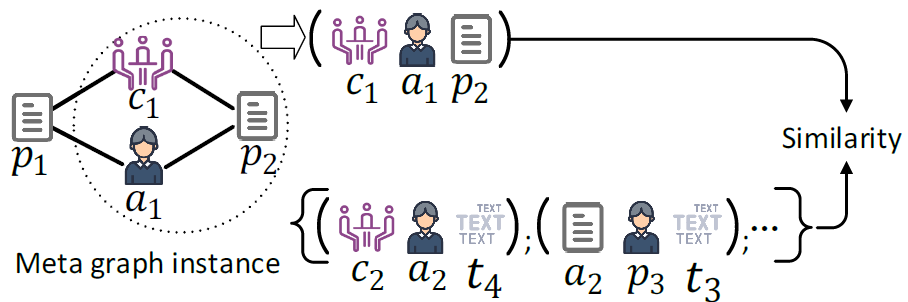 ( c₁ a₁ p₂ )
p₁ c₁ a₁ p₂
Similarity
Meta graph instance
{( TEXT TEXT TEXT );( TEXT TEXT TEXT );⋯}
c₂ a₂ t₄ a₂ p₃ t₃